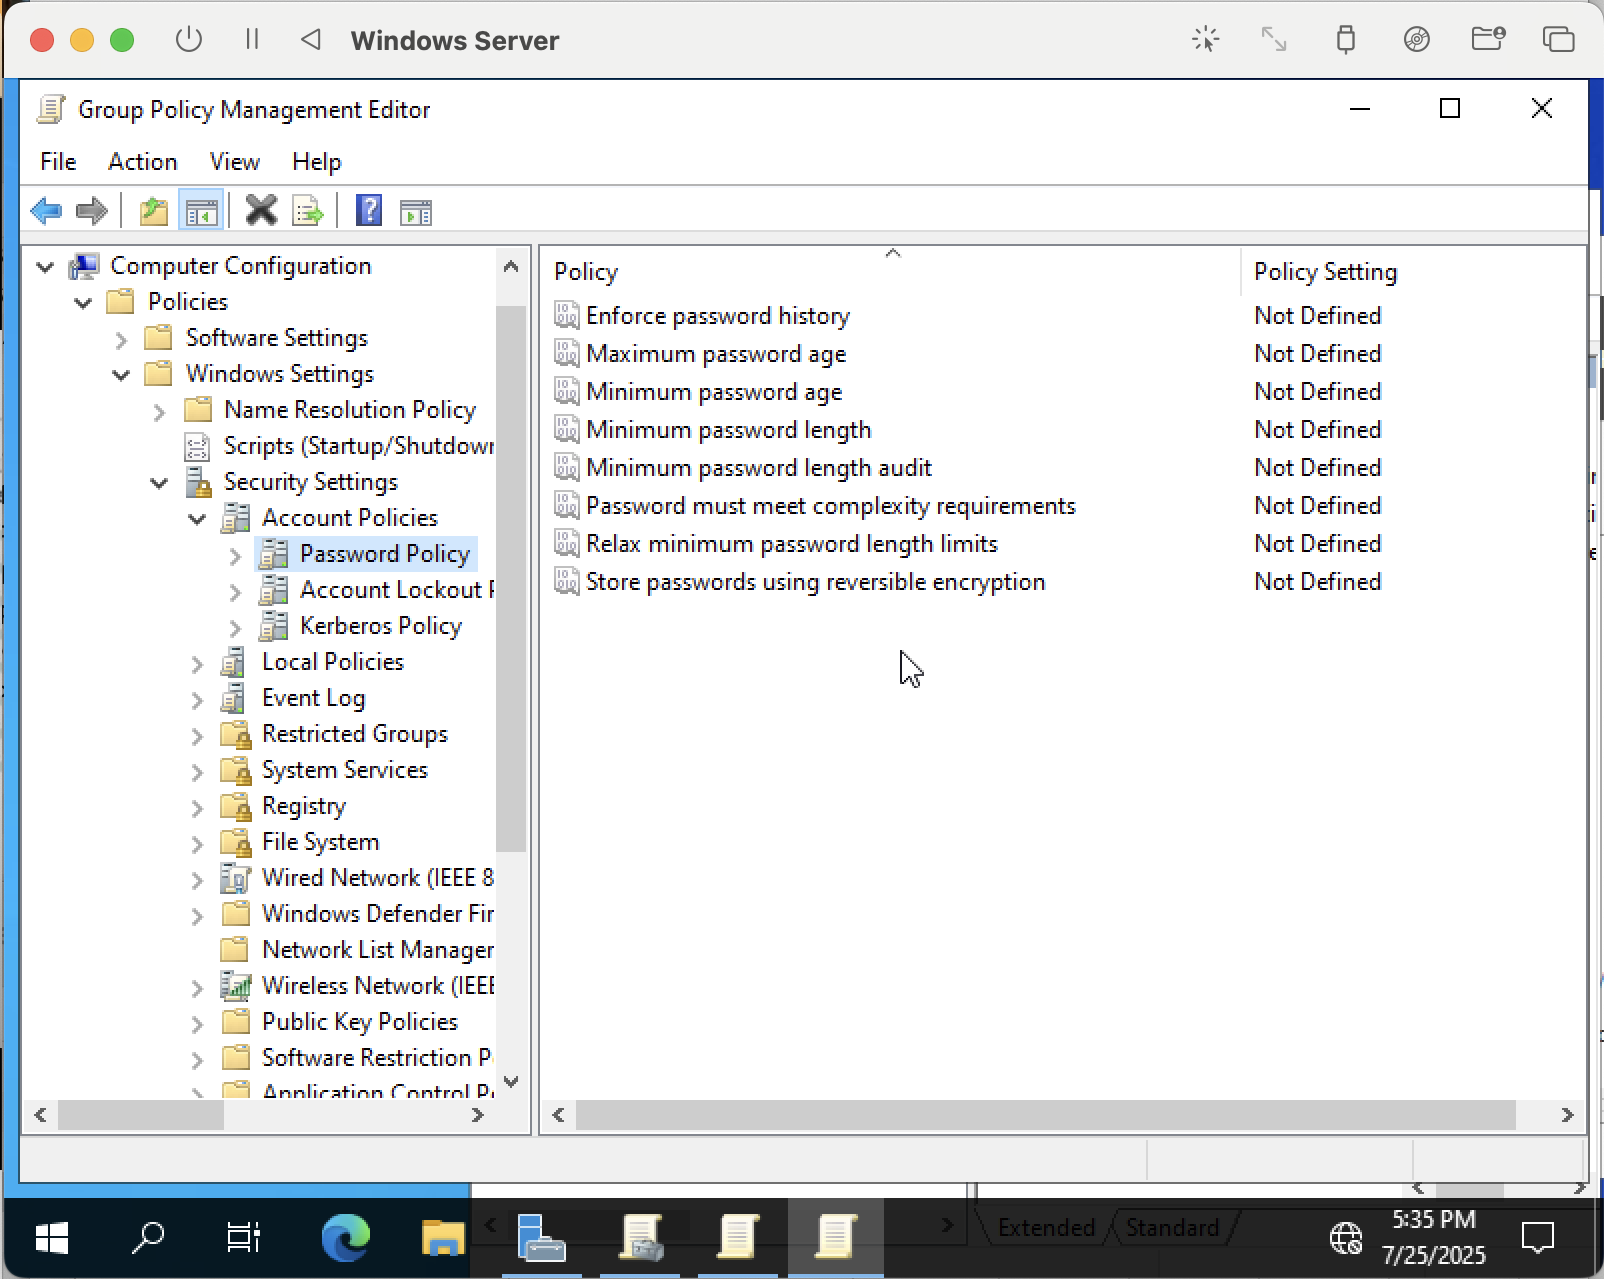 Windows Server
Group Policy Management Editor
File Action View Help
Computer Configuration
Policies
Software Settings
Windows Settings
Name Resolution Policy
Scripts (Startup/Shutdown
Security Settings
Account Policies
Password Policy
Account Lockout P
Kerberos Policy
Local Policies
Event Log
Restricted Groups
System Services
Registry
File System
Wired Network (IEEE 8
Windows Defender Fir
Network List Manager
Wireless Network (IEEE
Public Key Policies
Software Restriction P
Application Control P
Policy Policy Setting
Enforce password history Not Defined
Maximum password age Not Defined
Minimum password age Not Defined
Minimum password length Not Defined
Minimum password length audit Not Defined
Password must meet complexity requirements Not Defined
Relax minimum password length limits Not Defined
Store passwords using reversible encryption Not Defined
Extended Standard
5:35 PM
7/25/2025